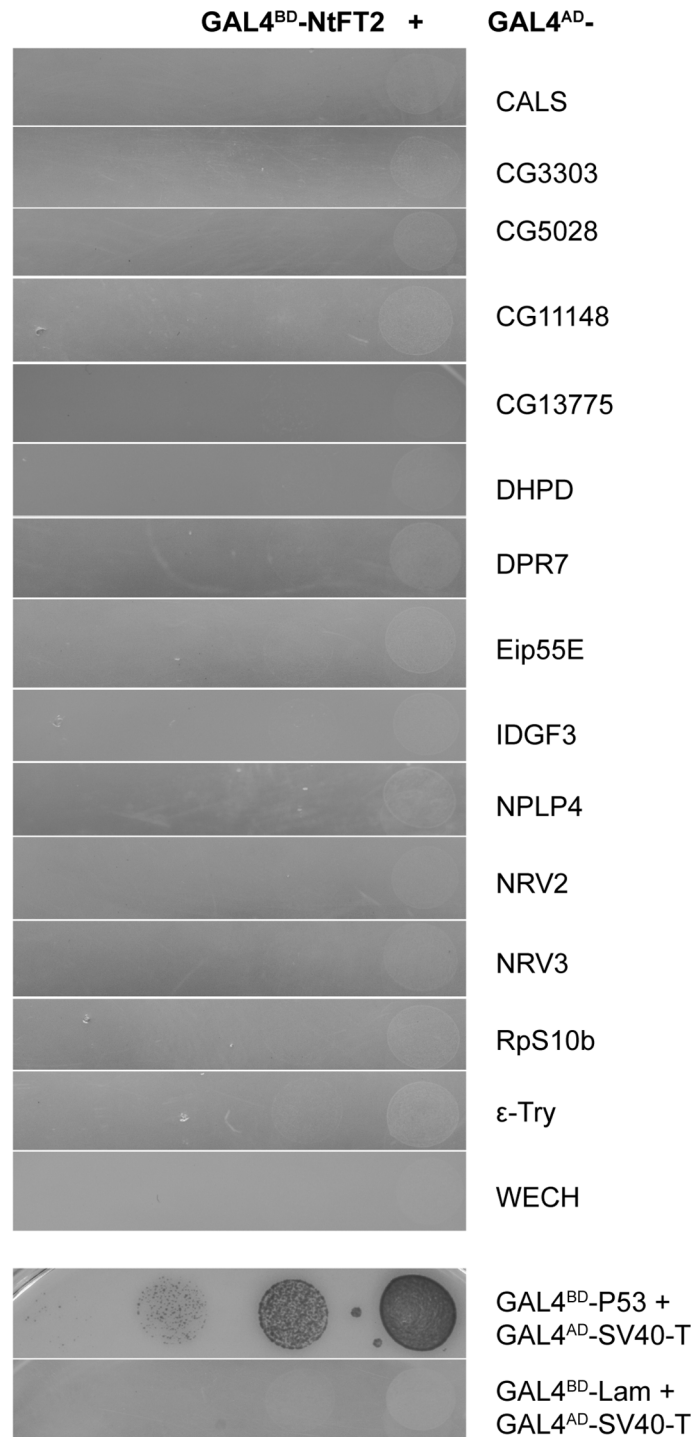 GAL4BD-NtFT2 + GAL4AD-
CALS
CG3303
CG5028
CG11148
CG13775
DHPD
DPR7
Eip55E
IDGF3
NPLP4
NRV2
NRV3
RpS10b
ε-Try
WECH
GAL4BD-P53 +
GAL4AD-SV40-T
GAL4BD-Lam +
GAL4AD-SV40-T